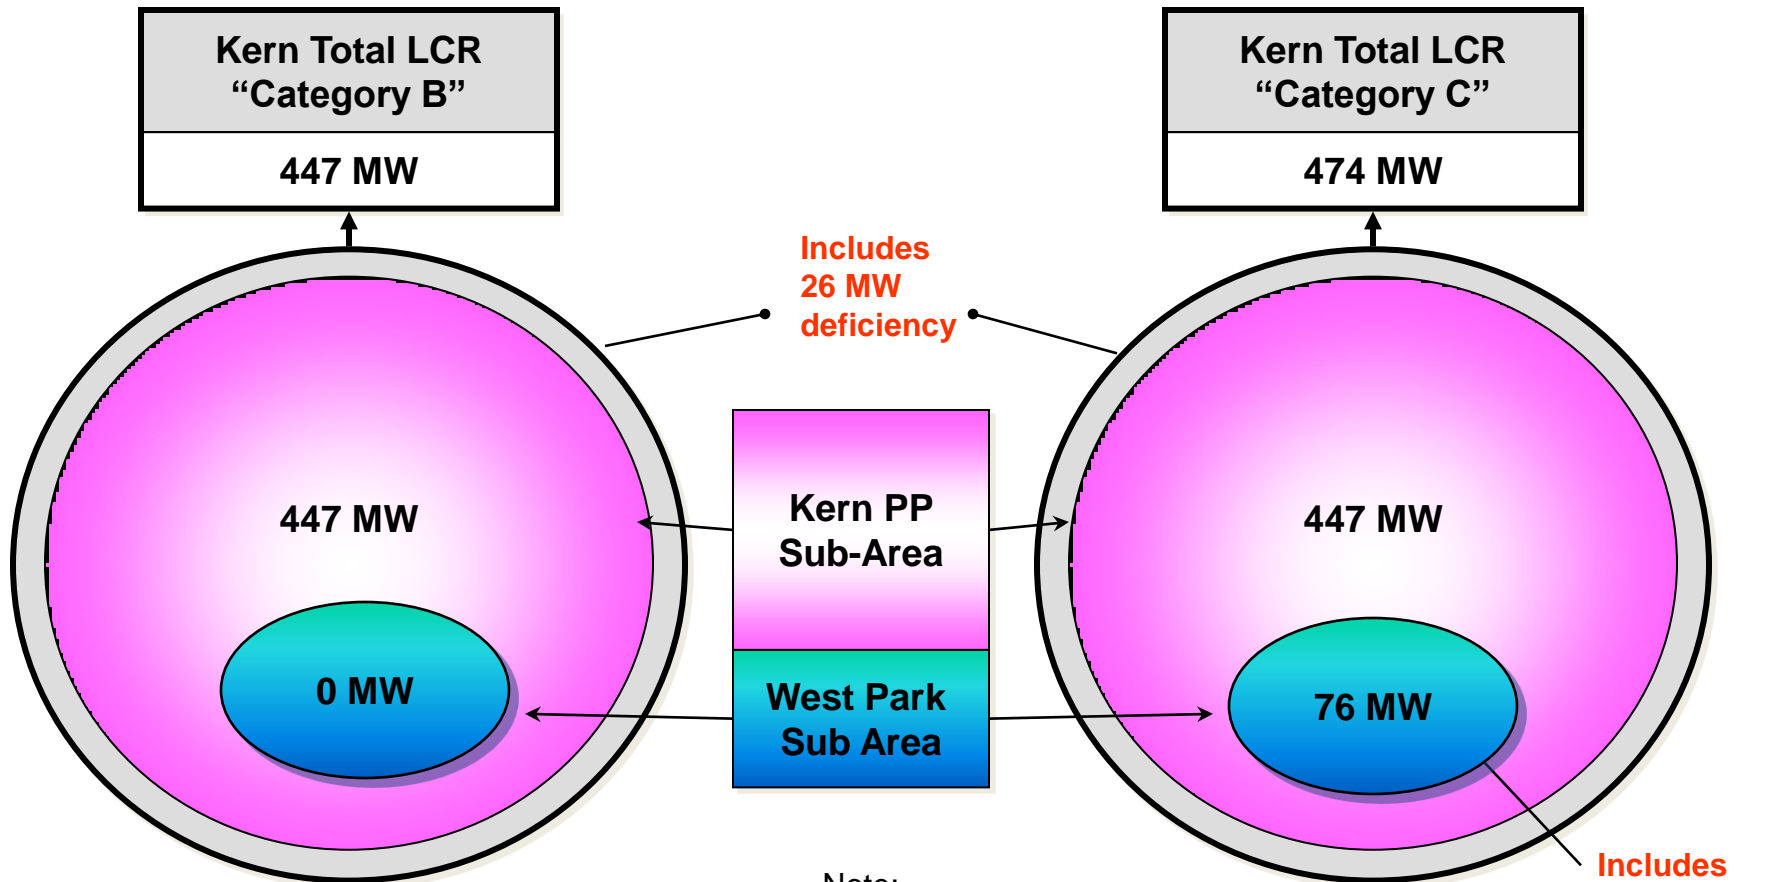 Kern Total LCR
“Category B”
447 MW
Kern Total LCR
“Category C”
474 MW
Includes
26 MW
deficiency
447 MW
0 MW
Kern PP
Sub-Area
West Park
Sub Area
447 MW
76 MW
Includes
Note: